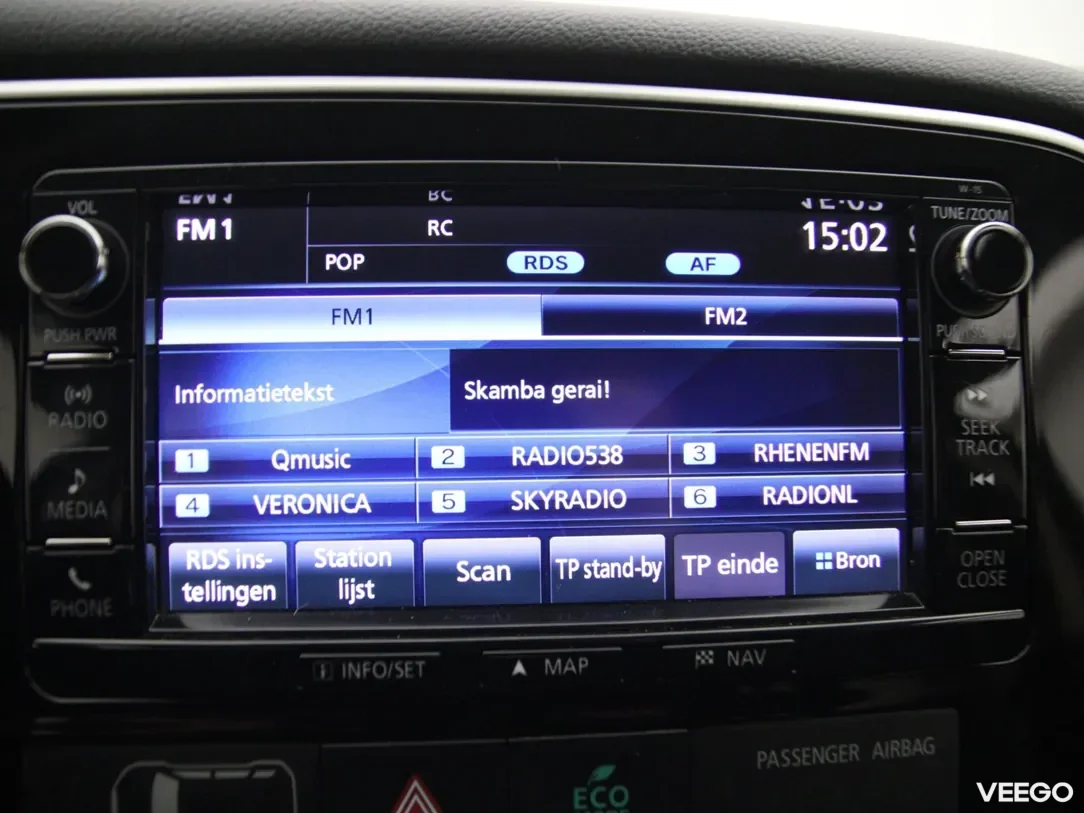 W-15
VOL
TUNE/ZOOM
FM1
RC
15:02
POP
RDS
AF
PUSH PWR
FM1
FM2
RADIO
Informatietekst
Skamba gerai!
SEEK
TRACK
1 Qmusic
2 RADIO538
3 RHENENFM
MEDIA
4 VERONICA
5 SKYRADIO
6 RADIONL
RDS ins-
tellingen
Station
lijst
Scan
TP stand-by
TP einde
Bron
PHONE
OPEN
CLOSE
INFO/SET
MAP
NAV
PASSENGER AIRBAG
ECO
VEEGO